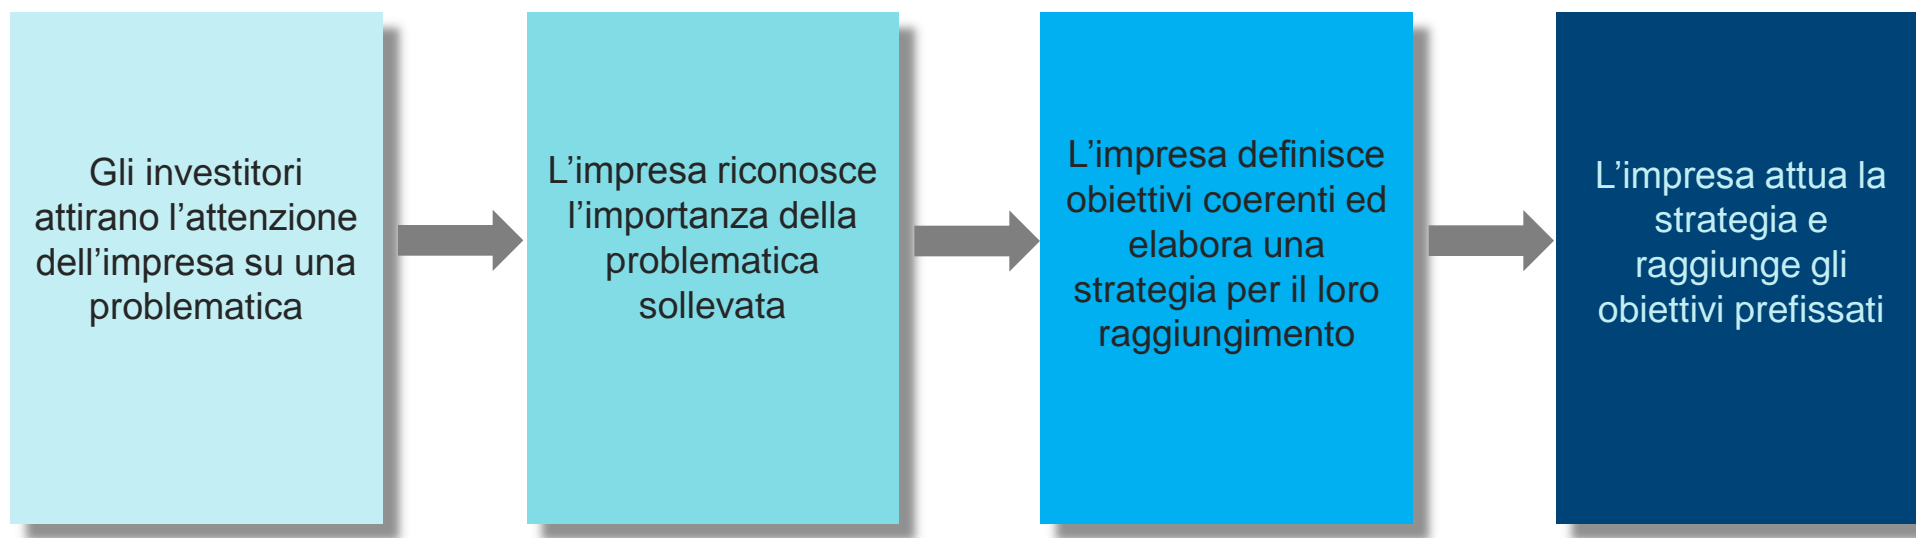 Gli investitori
attirano l’attenzione
dell’impresa su una
problematica
L’impresa riconosce
l’importanza della
problematica
sollevata
L’impresa definisce
obiettivi coerenti ed
elabora una
strategia per il loro
raggiungimento
L’impresa attua la
strategia e
raggiunge gli
obiettivi prefissati